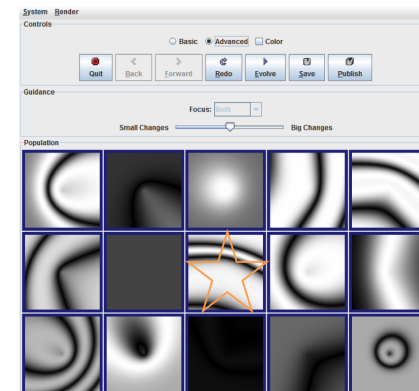 System Render
Controls
Basic Advanced Color
Quit Back Forward Redo Evolve Save Publish
Guidance
Focus: Both
Small Changes Big Changes
Population